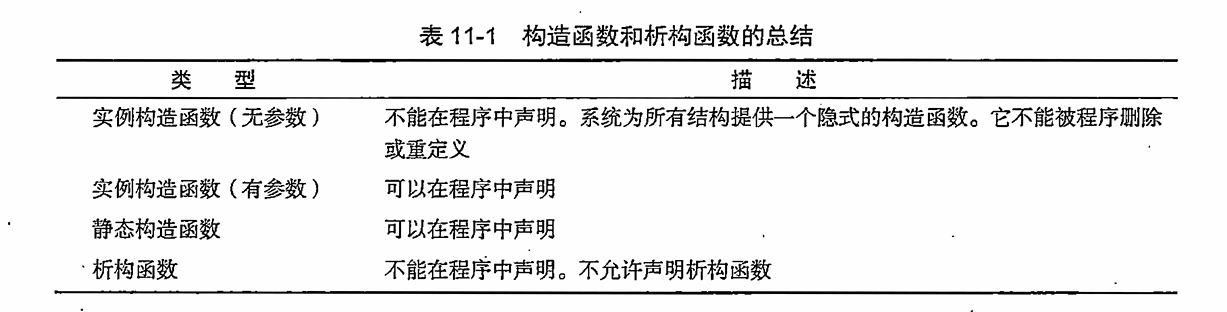 表 11-1 构造函数和析构函数的总结
类 型 描 述
实例构造函数（无参数） 不能在程序中声明。系统为所有结构提供一个隐式的构造函数。它不能被程序删除
或重定义
实例构造函数（有参数） 可以在程序中声明
静态构造函数 可以在程序中声明
析构函数 不能在程序中声明。不允许声明析构函数